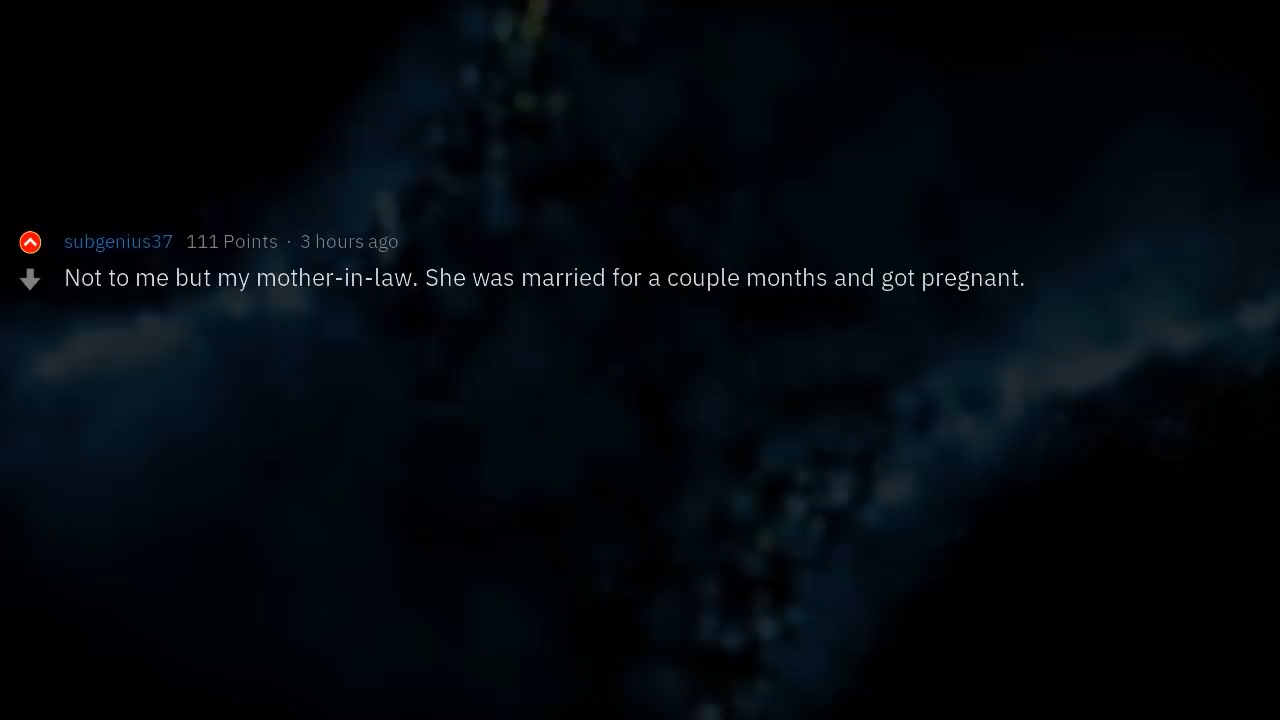 subgenius37 111 Points · 3 hours ago
Not to me but my mother-in-law. She was married for a couple months and got pregnant.